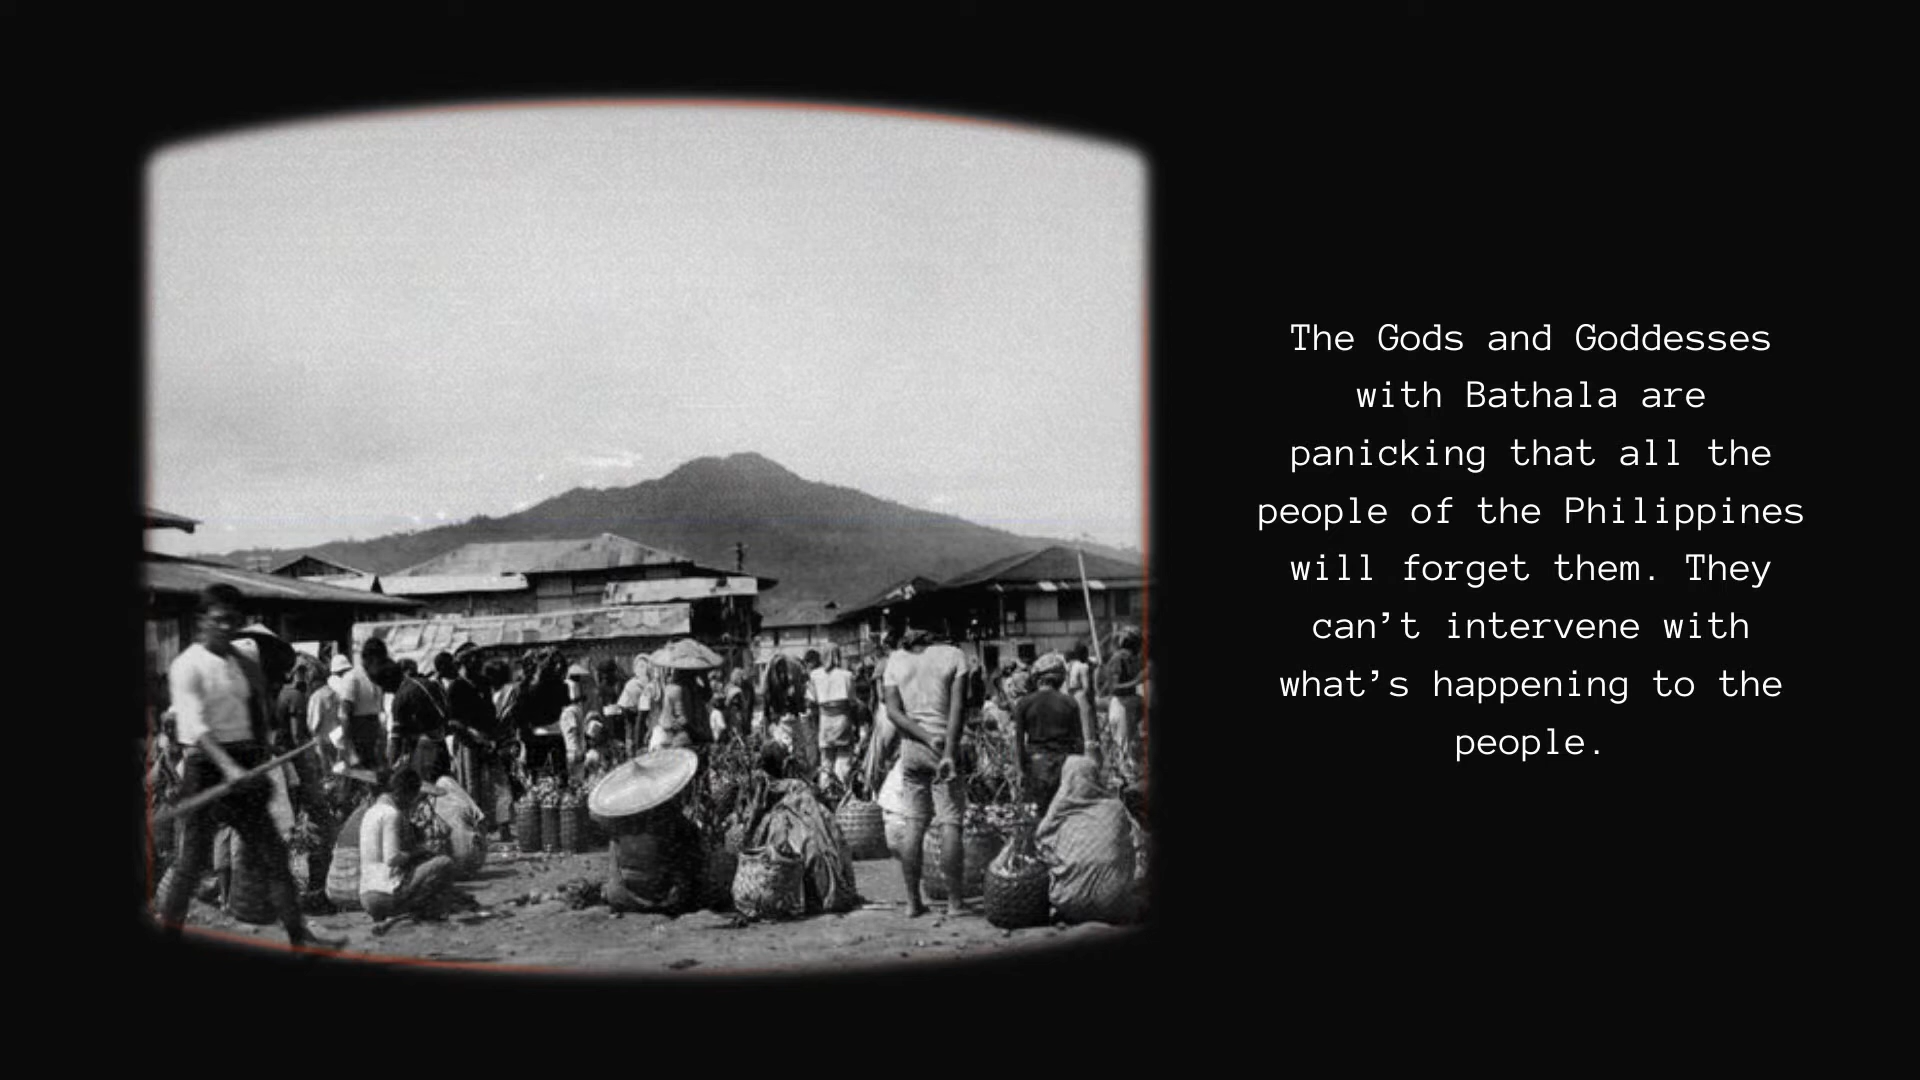 The Gods and Goddesses
with Bathala are
panicking that all the
people of the Philippines
will forget them. They
can’t intervene with
what’s happening to the
people.